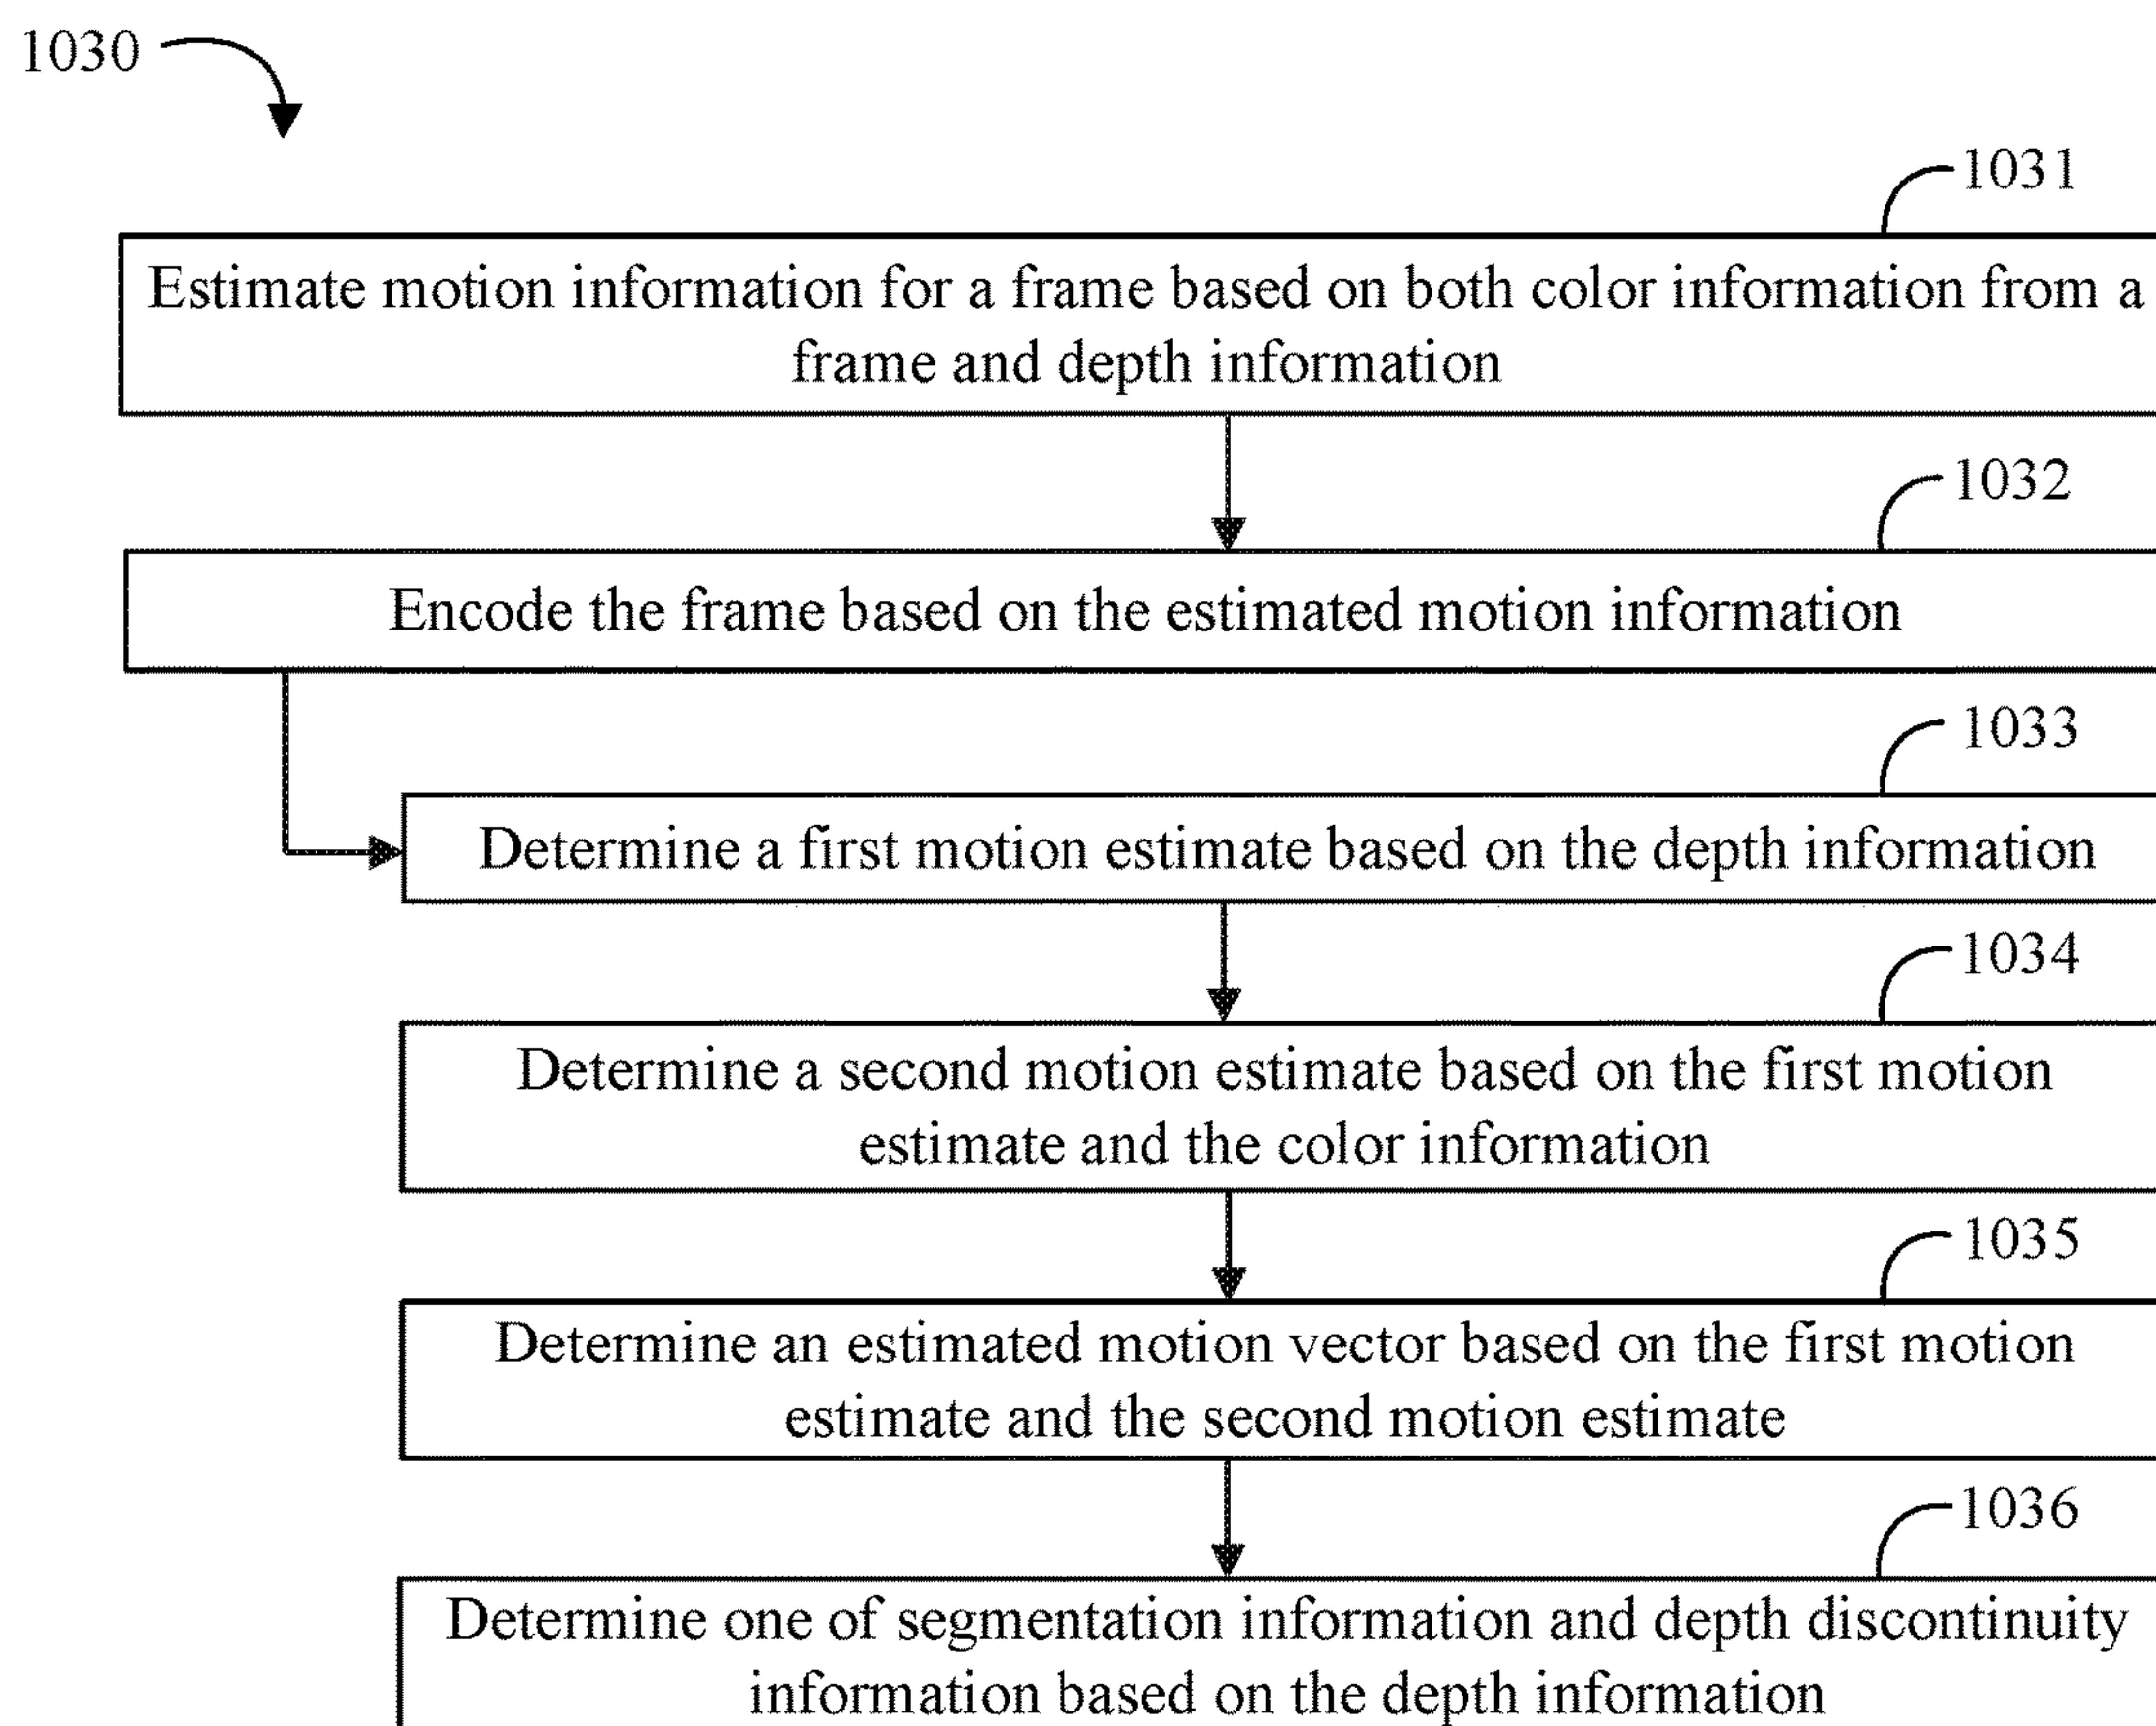 1030
1031
Estimate motion information for a frame based on both color information from a
frame and depth information
1032
Encode the frame based on the estimated motion information
1033
Determine a first motion estimate based on the depth information
1034
Determine a second motion estimate based on the first motion
estimate and the color information
1035
Determine an estimated motion vector based on the first motion
estimate and the second motion estimate
1036
Determine one of segmentation information and depth discontinuity
information based on the depth information